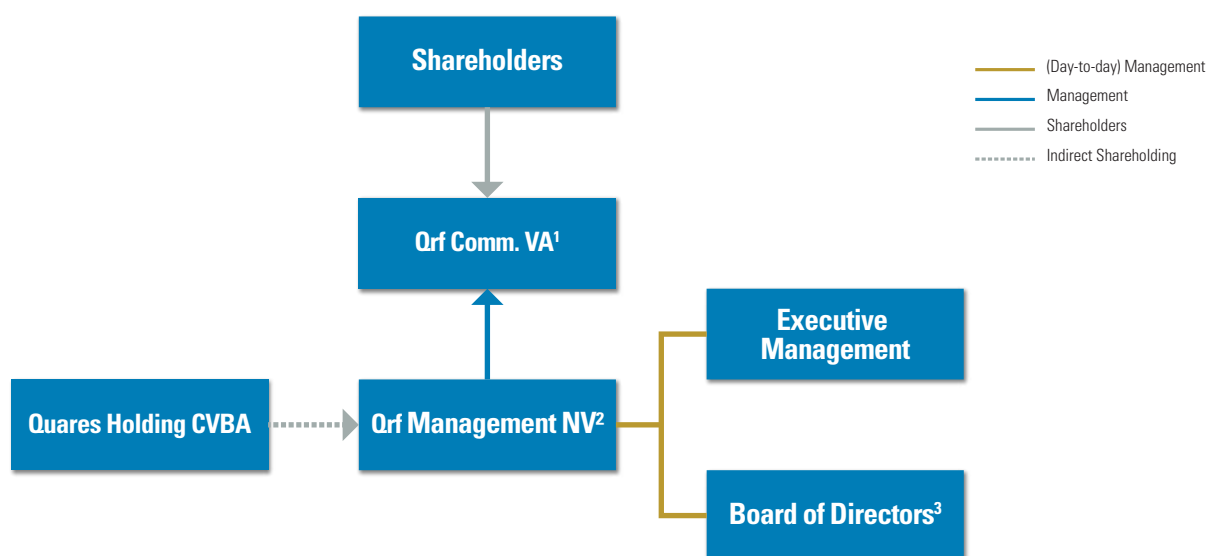 Shareholders
(Day-to-day) Management
Management
Shareholders
Indirect Shareholding
Qrf Comm. VA¹
Executive
Management
Quares Holding CVBA
Qrf Management NV²
Board of Directors³